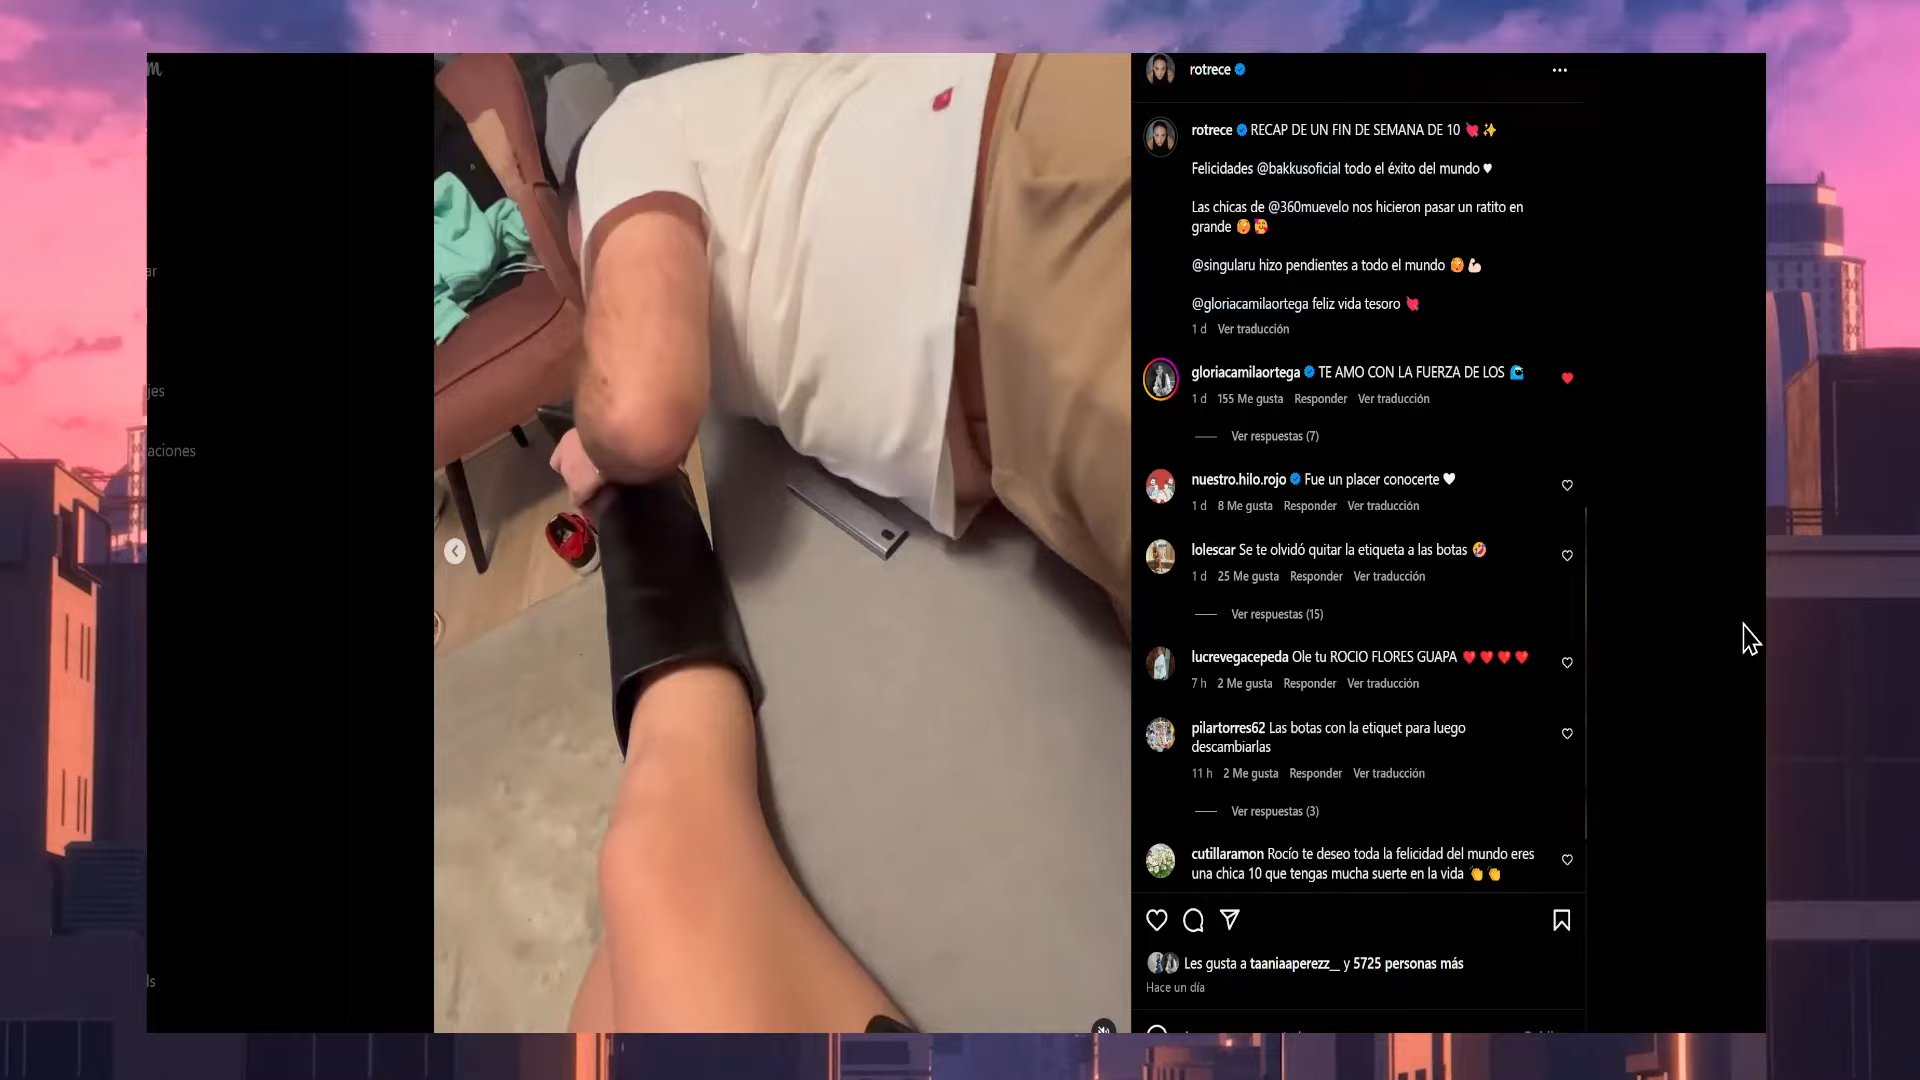 m
ar
jes
aciones
ls
rotrece
rotrece RECAP DE UN FIN DE SEMANA DE 10 💘✨
Felicidades @bakkusoficial todo el éxito del mundo ♥
Las chicas de @360muevelo nos hicieron pasar un ratito en
grande
@singularu hizo pendientes a todo el mundo
@gloriacamilaortega feliz vida tesoro 💘
1 d Ver traducción
gloriacamilaortega TE AMO CON LA FUERZA DE LOS 🌊
1 d 155 Me gusta Responder Ver traducción
Ver respuestas (7)
nuestro.hilo.rojo Fue un placer conocerte 🤍
1 d 8 Me gusta Responder Ver traducción
lolescar Se te olvidó quitar la etiqueta a las botas 🤣
1 d 25 Me gusta Responder Ver traducción
Ver respuestas (15)
lucrevegacepeda Ole tu ROCIO FLORES GUAPA ❤️❤️❤️❤️
7 h 2 Me gusta Responder Ver traducción
pilartorres62 Las botas con la etiquet para luego
descambiarlas
11 h 2 Me gusta Responder Ver traducción
Ver respuestas (3)
cutillaramon Rocío te deseo toda la felicidad del mundo eres
una chica 10 que tengas mucha suerte en la vida 👏👏
Les gusta a taaniaaperezz__ y 5725 personas más
Hace un día